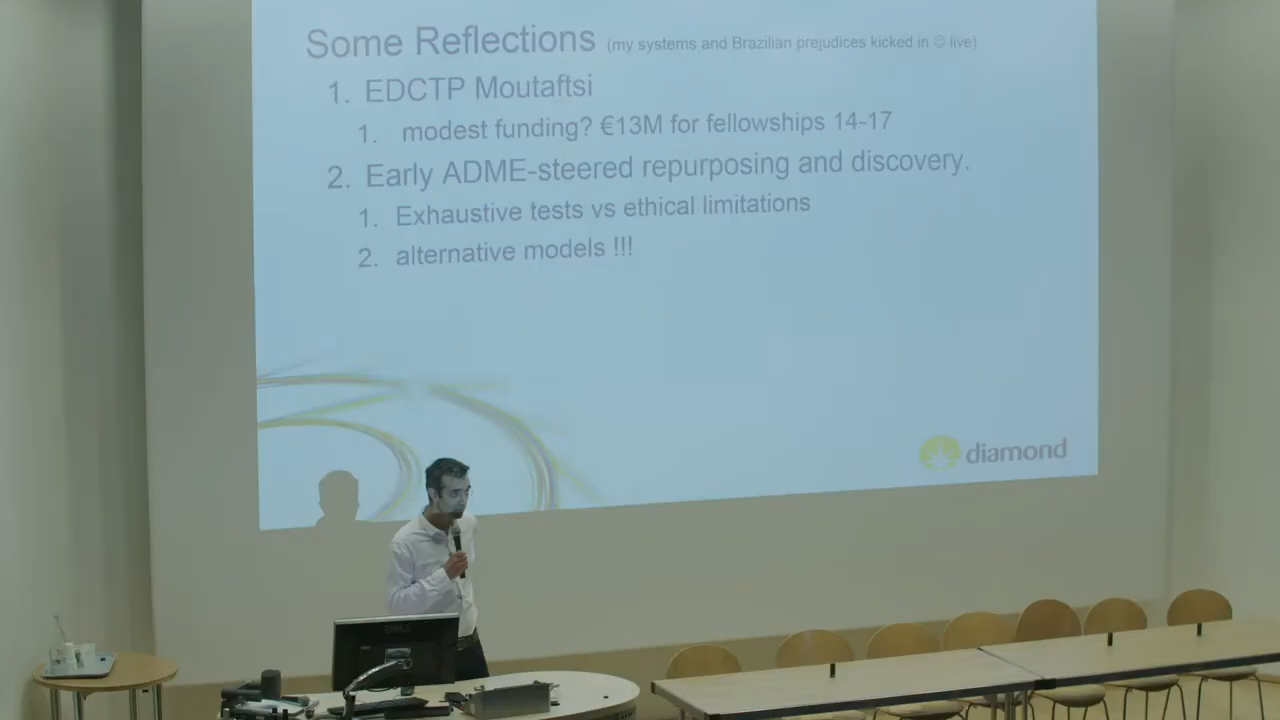 Some Reflections (my systems and Brazilian prejudices kicked in ☺ live)
1. EDCTP Moutaftsi
1. modest funding? €13M for fellowships 14-17
2. Early ADME-steered repurposing and discovery.
1. Exhaustive tests vs ethical limitations
2. alternative models !!!
diamond